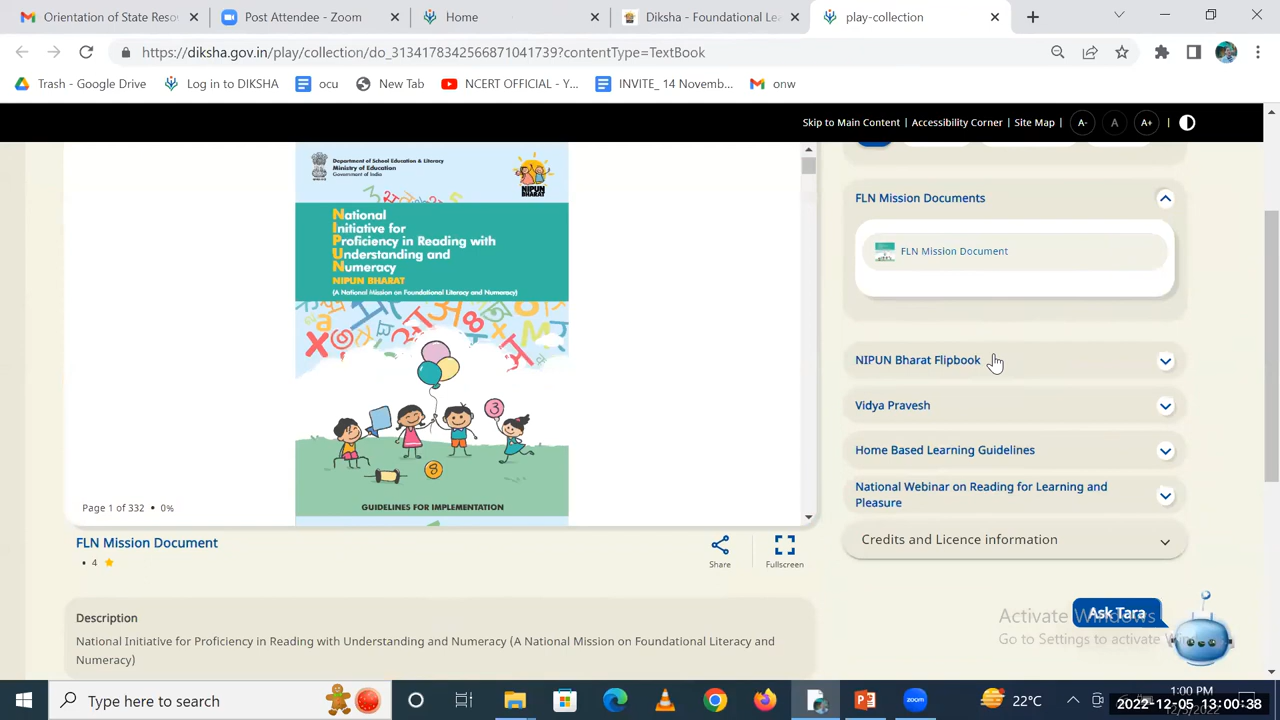 Orientation of State Reso
Post Attendee - Zoom
Home
Diksha - Foundational Le
play-collection
https://diksha.gov.in/play/collection/do_31341783425668710417​39?contentType=TextBook
Trash - Google Drive
Log in to DIKSHA
ocu
New Tab
NCERT OFFICIAL - Y...
INVITE_ 14 Novemb...
onw
Skip to Main Content | Accessibility Corner | Site Map | A- A A+ |
Department of School Education & Literacy
Ministry of Education
Government of India
NIPUN
BHARAT
National
Initiative for
Proficiency in Reading with
Understanding and
Numeracy
NIPUN BHARAT
(A National Mission on Foundational Literacy and Numeracy)
3
8
GUIDELINES FOR IMPLEMENTATION
Page 1 of 332 • 0%
FLN Mission Document
• 4
Share
Fullscreen
Description
National Initiative for Proficiency in Reading with Understanding and Numeracy (A National Mission on Foundational Literacy and
Numeracy)
FLN Mission Documents
FLN Mission Document
NIPUN Bharat Flipbook
Vidya Pravesh
Home Based Learning Guidelines
National Webinar on Reading for Learning and
Pleasure
Credits and Licence information
Ask Tara
Activate Windows
Go to Settings to activate
Type here to search
zoom
22°C
1:00 PM
2022-12-05 13:00:38